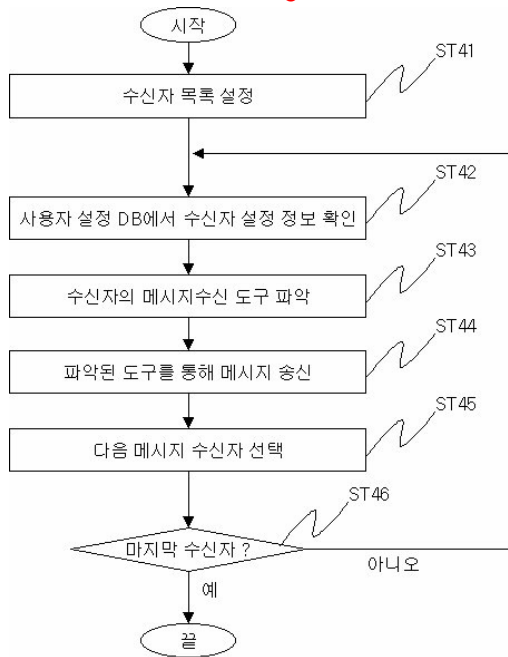 시작
ST41
수신자 목록 설정
ST42
사용자 설정 DB에서 수신자 설정 정보 확인
ST43
수신자의 메시지수신 도구 파악
ST44
파악된 도구를 통해 메시지 송신
ST45
다음 메시지 수신자 선택
ST46
마지막 수신자 ?
아니오
예
끝